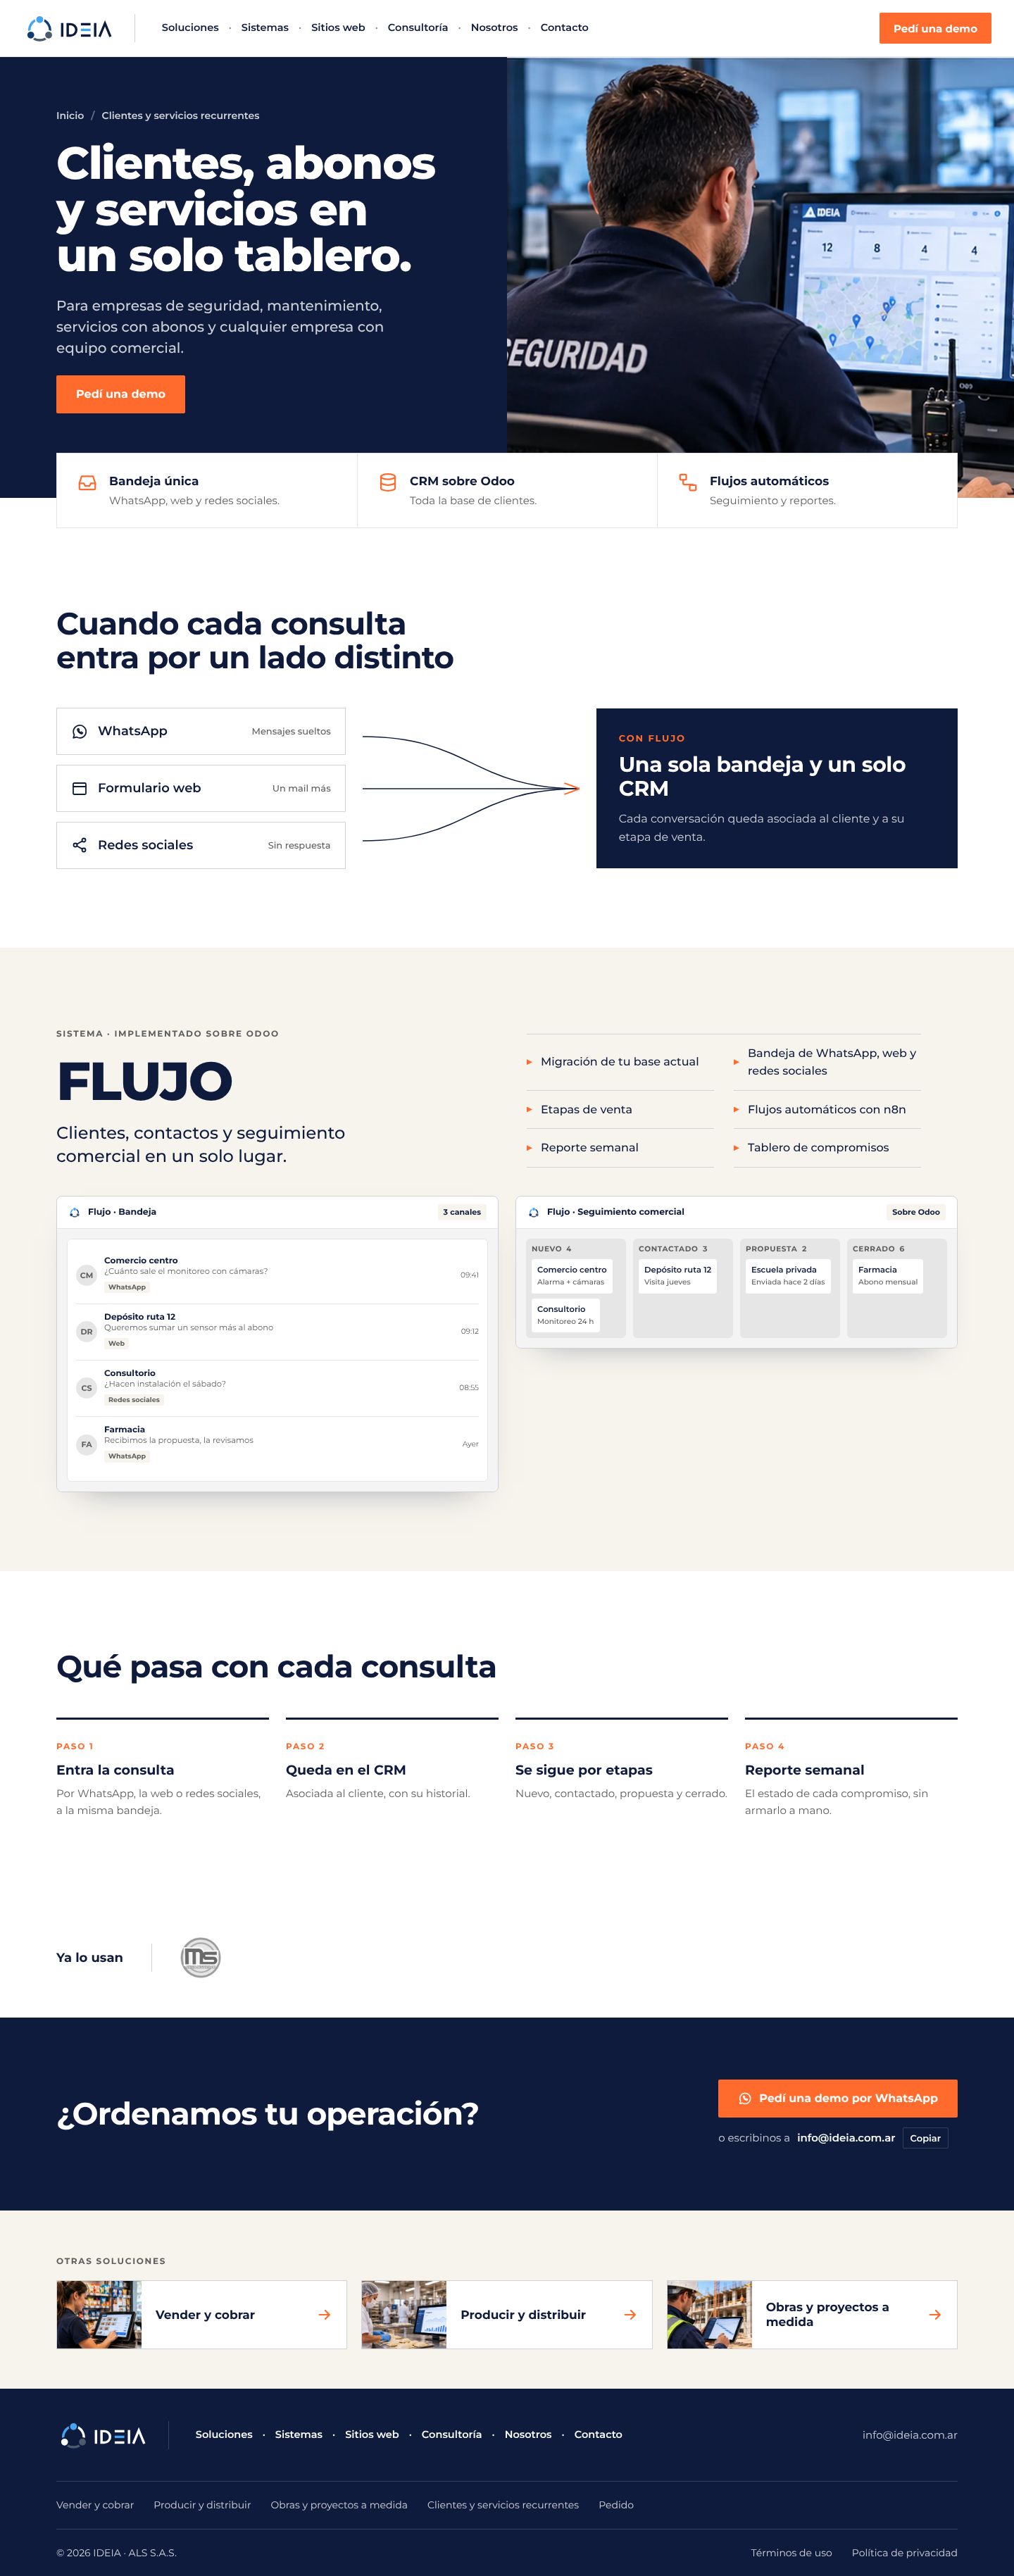 IDEIA
Soluciones · Sistemas · Sitios web · Consultoría · Nosotros · Contacto
Pedí una demo
Inicio / Clientes y servicios recurrentes
Clientes, abonos
y servicios en
un solo tablero.
Para empresas de seguridad, mantenimiento,
servicios con abonos y cualquier empresa con
equipo comercial.
Pedí una demo
IDEIA
12 8 4 4
SEGURIDAD
Bandeja única
WhatsApp, web y redes sociales.
CRM sobre Odoo
Toda la base de clientes.
Flujos automáticos
Seguimiento y reportes.
Cuando cada consulta
entra por un lado distinto
WhatsApp Mensajes sueltos
Formulario web Un mail más
Redes sociales Sin respuesta
CON FLUJO
Una sola bandeja y un solo
CRM
Cada conversación queda asociada al cliente y a su
etapa de venta.
SISTEMA · IMPLEMENTADO SOBRE ODOO
FLUJO
Clientes, contactos y seguimiento
comercial en un solo lugar.
Migración de tu base actual
Bandeja de WhatsApp, web y
redes sociales
Etapas de venta
Flujos automáticos con n8n
Reporte semanal
Tablero de compromisos
Flujo · Bandeja 3 canales
CM
Comercio centro
¿Cuánto sale el monitoreo con cámaras?
WhatsApp
09:41
DR
Depósito ruta 12
Queremos sumar un sensor más al abono
Web
09:12
CS
Consultorio
¿Hacen instalación el sábado?
Redes sociales
08:55
FA
Farmacia
Recibimos la propuesta, la revisamos
WhatsApp
Ayer
Flujo · Seguimiento comercial Sobre Odoo
NUEVO 4
Comercio centro
Alarma + cámaras
Consultorio
Monitoreo 24 h
CONTACTADO 3
Depósito ruta 12
Visita jueves
PROPUESTA 2
Escuela privada
Enviada hace 2 días
CERRADO 6
Farmacia
Abono mensual
Qué pasa con cada consulta
PASO 1
Entra la consulta
Por WhatsApp, la web o redes sociales,
a la misma bandeja.
PASO 2
Queda en el CRM
Asociada al cliente, con su historial.
PASO 3
Se sigue por etapas
Nuevo, contactado, propuesta y cerrado.
PASO 4
Reporte semanal
El estado de cada compromiso, sin
armarlo a mano.
Ya lo usan
ms
¿Ordenamos tu operación?
Pedí una demo por WhatsApp
o escribinos a info@ideia.com.ar Copiar
OTRAS SOLUCIONES
Vender y cobrar
Producir y distribuir
Obras y proyectos a
medida
IDEIA
Soluciones · Sistemas · Sitios web · Consultoría · Nosotros · Contacto
info@ideia.com.ar
Vender y cobrar Producir y distribuir Obras y proyectos a medida Clientes y servicios recurrentes Pedido
© 2026 IDEIA · ALS S.A.S.
Términos de uso Política de privacidad